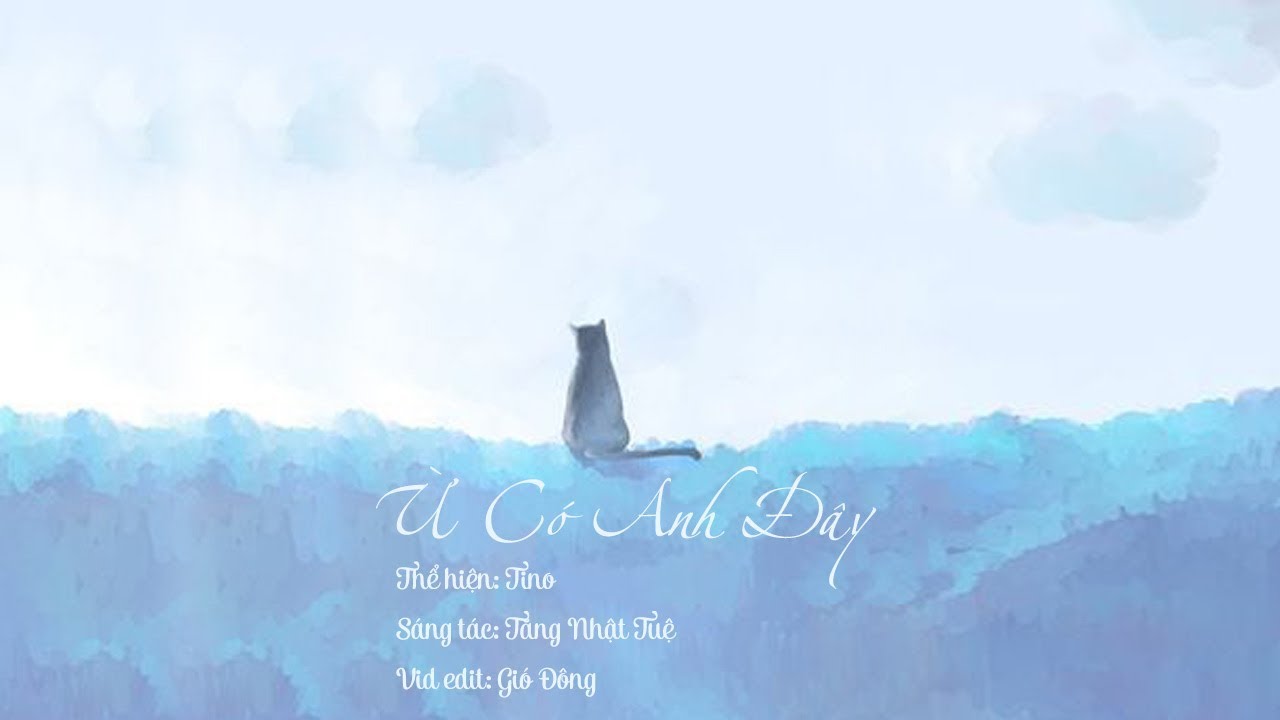 Ừ Có Anh Đây
Thể hiện: Tino
Sáng tác: Tăng Nhật Tuệ
Vid edit: Gió Đông